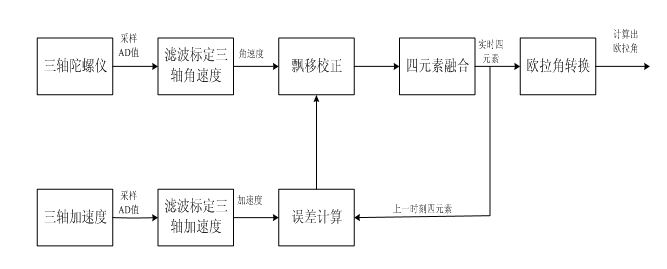 三轴陀螺仪
采样
AD值
滤波标定三
轴角速度
角速度
飘移校正
四元素融合
实时四
元素
欧拉角转换
计算出
欧拉角
三轴加速度
采样
AD值
滤波标定三
轴加速度
加速度
误差计算
上一时刻四元素